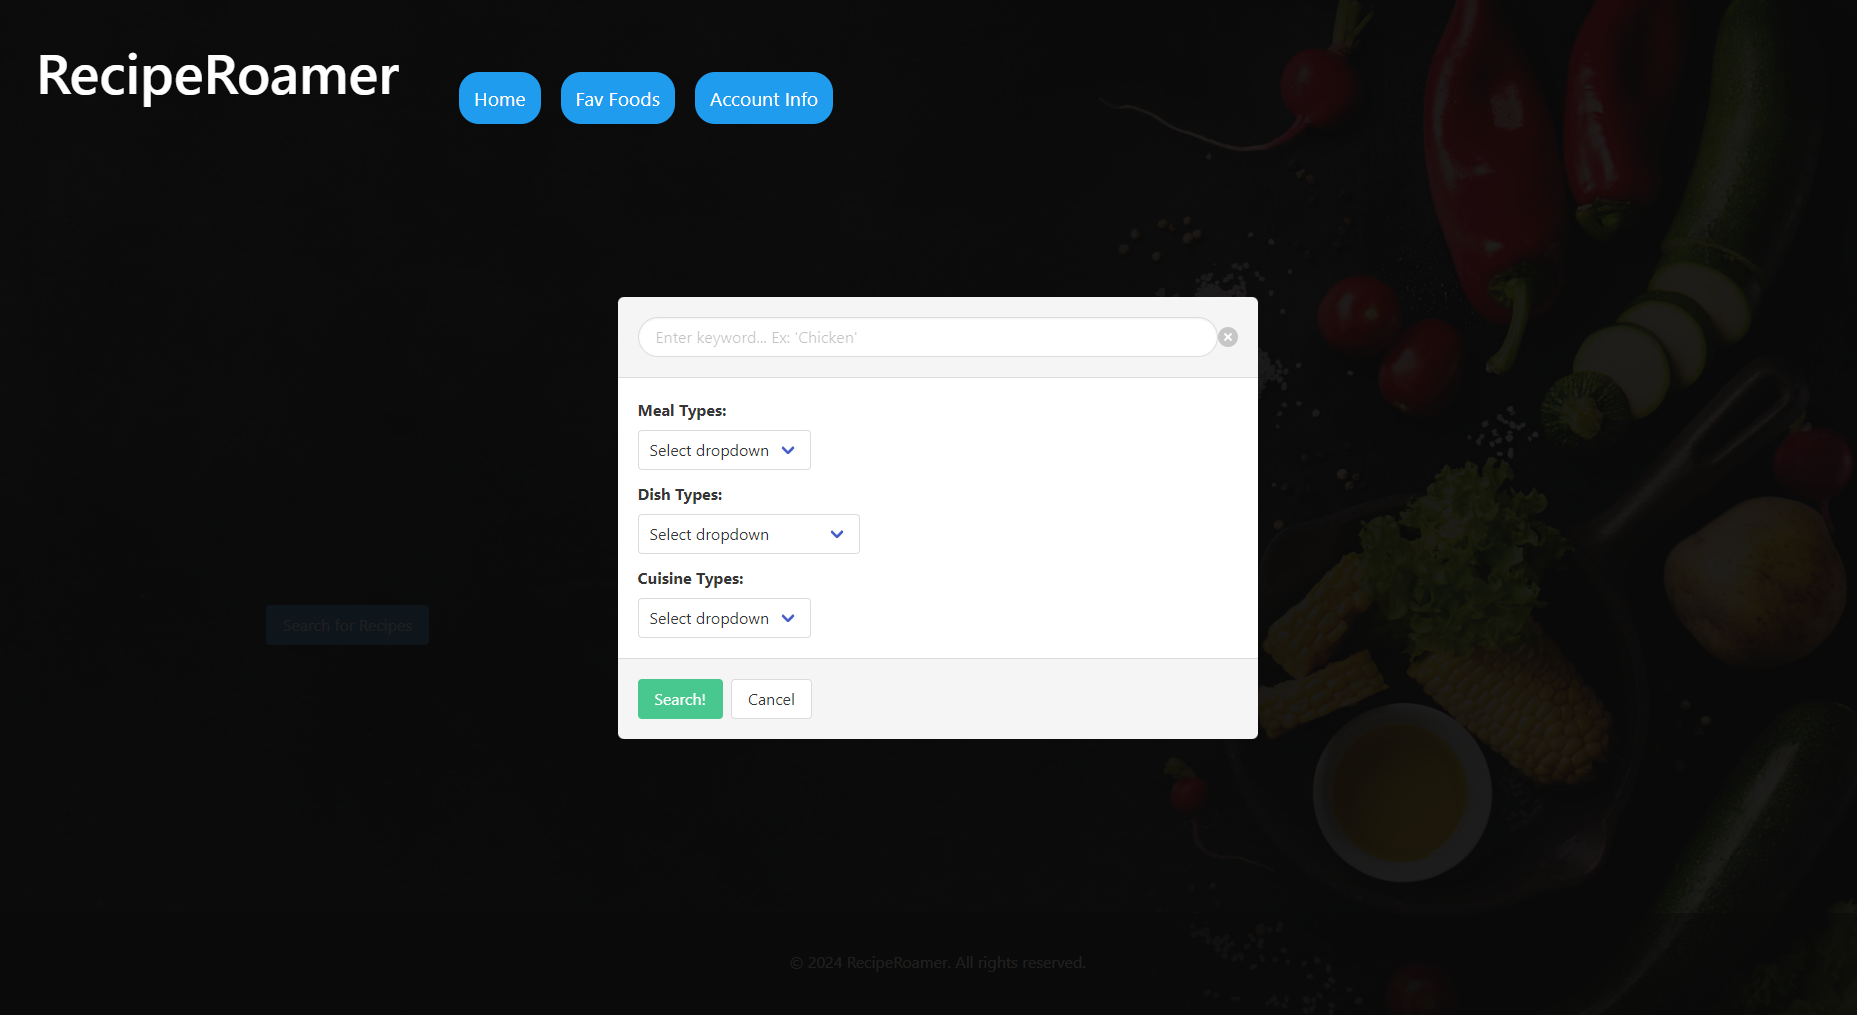 RecipeRoamer
Home Fav Foods Account Info
Enter keyword... Ex: 'Chicken'
Meal Types:
Select dropdown
Dish Types:
Select dropdown
Cuisine Types:
Select dropdown
Search for Recipes
Search! Cancel
© 2024 RecipeRoamer. All rights reserved.